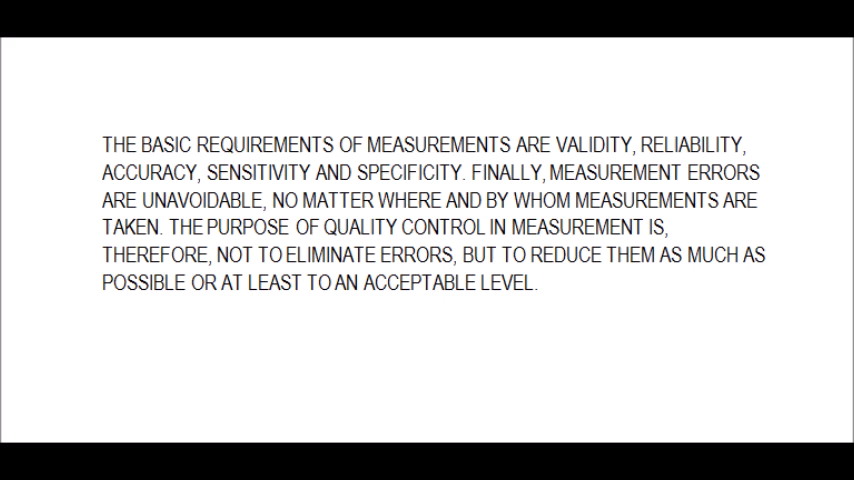 THE BASIC REQUIREMENTS OF MEASUREMENTS ARE VALIDITY, RELIABILITY,
ACCURACY, SENSITIVITY AND SPECIFICITY. FINALLY, MEASUREMENT ERRORS
ARE UNAVOIDABLE, NO MATTER WHERE AND BY WHOM MEASUREMENTS ARE
TAKEN. THE PURPOSE OF QUALITY CONTROL IN MEASUREMENT IS,
THEREFORE, NOT TO ELIMINATE ERRORS, BUT TO REDUCE THEM AS MUCH AS
POSSIBLE OR AT LEAST TO AN ACCEPTABLE LEVEL.